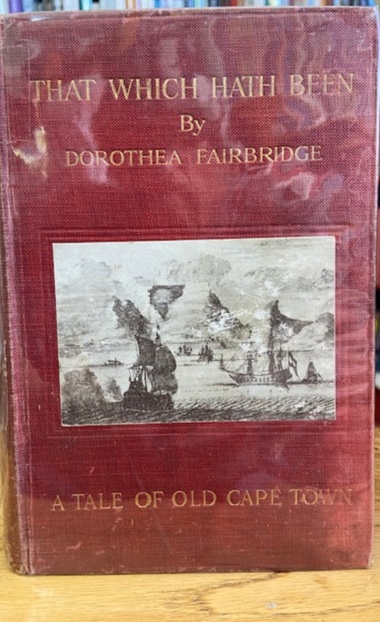 THAT WHICH HATH BEEN
By
DOROTHEA FAIRBRIDGE
A TALE OF OLD CAPE TOWN